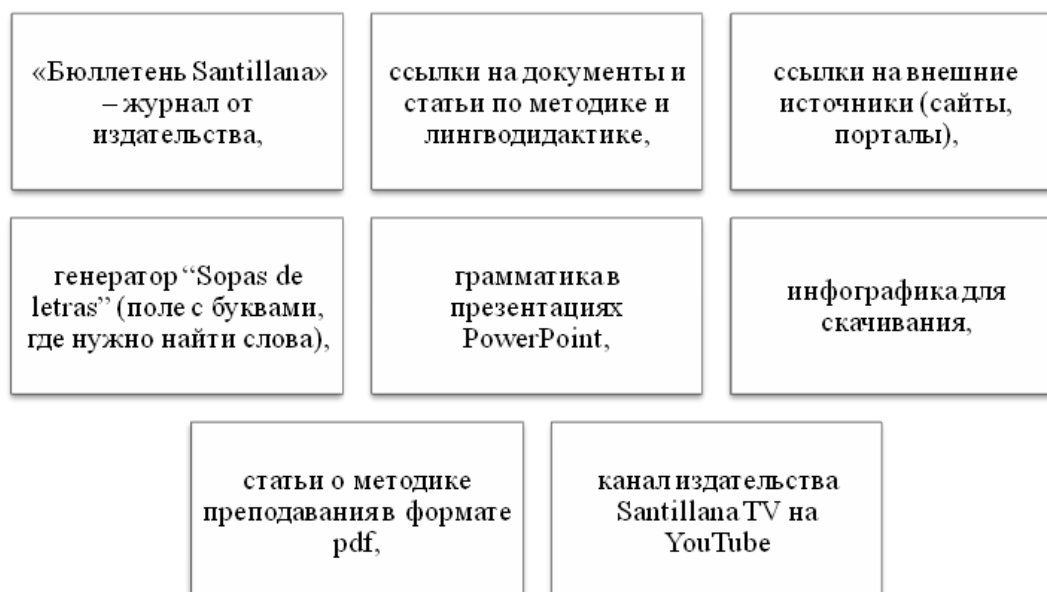 «Бюллетень Santillana»
– журнал от
издательства,
ссылки на документы и
статьи по методике и
лингводидактике,
ссылки на внешние
источники (сайты,
порталы),
генератор “Sopas de
letras” (поле с буквами,
где нужно найти слова),
грамматика в
презентациях
PowerPoint,
инфографика для
скачивания,
статьи о методике
преподавания в формате
pdf,
канал издательства
Santillana TV на
YouTube